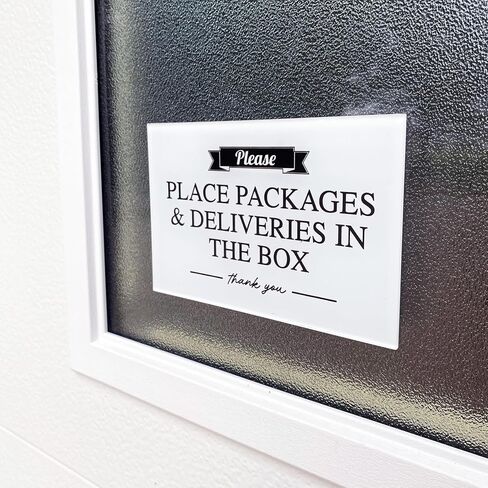 Please
PLACE PACKAGES
& DELIVERIES IN
THE BOX
thank you